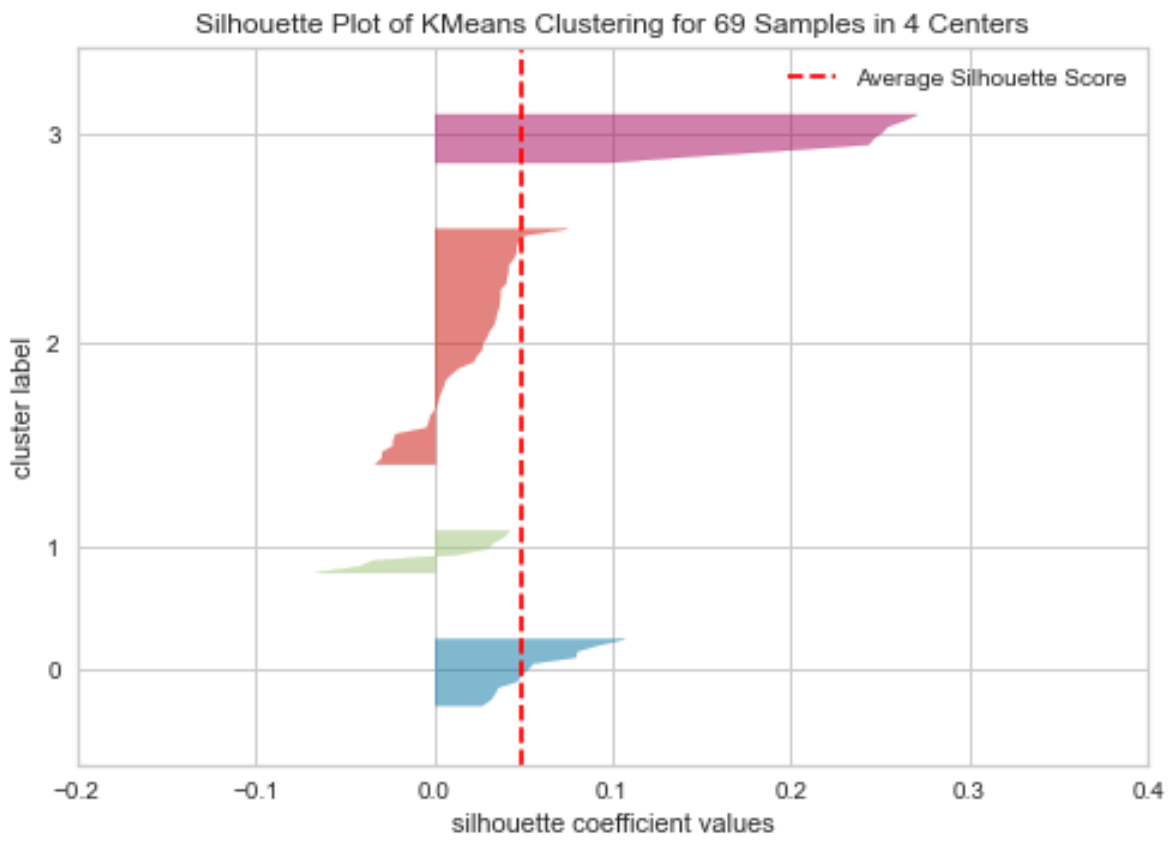 Silhouette Plot of KMeans Clustering for 69 Samples in 4 Centers
Average Silhouette Score
3
2
1
0
cluster label
−0.2 −0.1 0.0 0.1 0.2 0.3 0.4
silhouette coefficient values